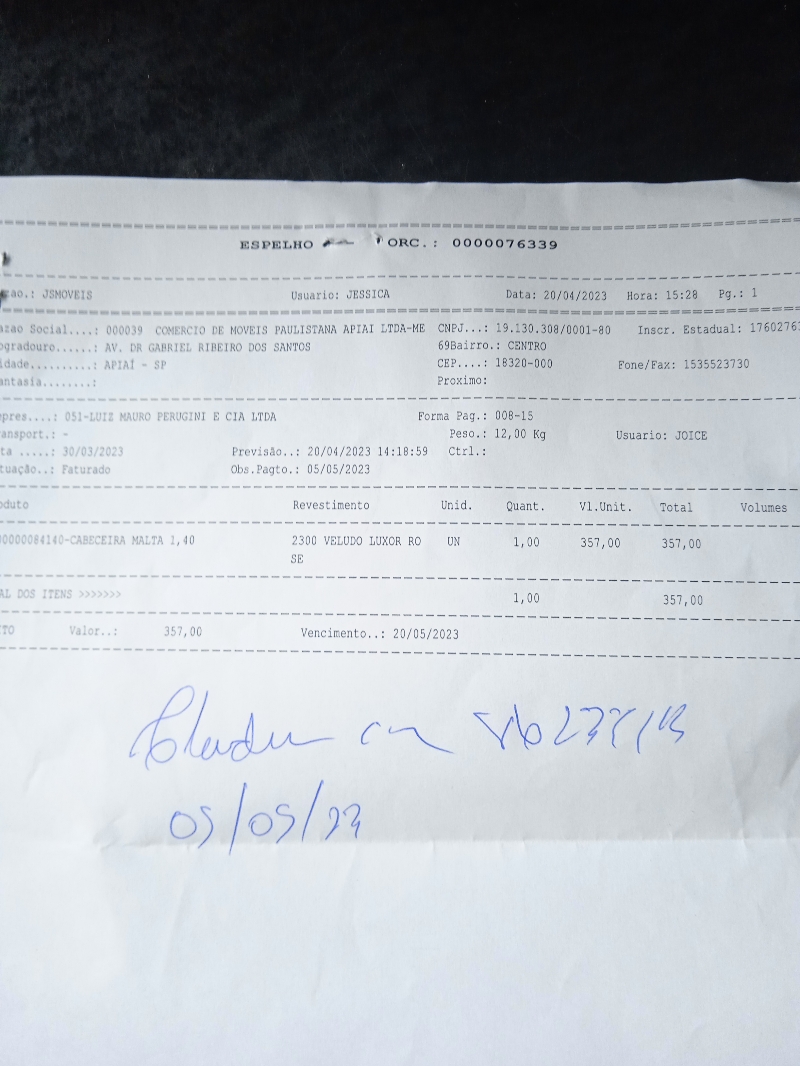 ESPELHO ORC.: 0000076339
zao.: JSMOVEIS Usuario: JESSICA Data: 20/04/2023 Hora: 15:28 Pg.: 1
azao Social....: 000039 COMERCIO DE MOVEIS PAULISTANA APIAI LTDA-ME CNPJ...: 19.130.308/0001-80 Inscr. Estadual: 17602763
ogradouro......: AV. DR GABRIEL RIBEIRO DOS SANTOS 69Bairro.: CENTRO
idade..........: APIAÍ - SP CEP....: 18320-000 Fone/Fax: 1535523730
antasia........: Proximo:
pres....: 051-LUIZ MAURO PERUGINI E CIA LTDA Forma Pag.: 008-15
ansport.: - Peso.: 12,00 Kg Usuario: JOICE
ta .....: 30/03/2023 Previsão..: 20/04/2023 14:18:59 Ctrl.:
tuação..: Faturado Obs.Pagto.: 05/05/2023
oduto Revestimento Unid. Quant. Vl.Unit. Total Volumes
00000084140-CABECEIRA MALTA 1,40 2300 VELUDO LUXOR RO UN 1,00 357,00 357,00
SE
AL DOS ITENS >>>>>>> 1,00 357,00
TO Valor..: 357,00 Vencimento..: 20/05/2023
05/05/23